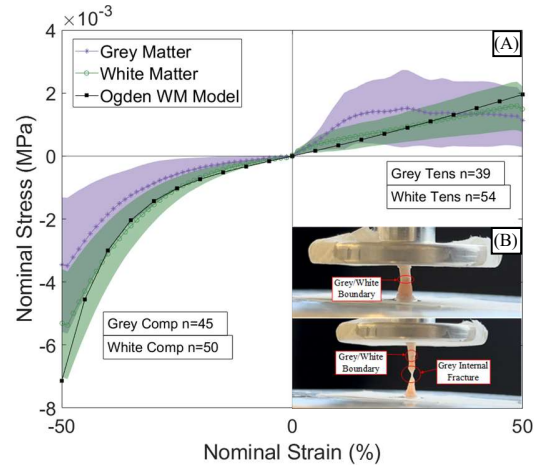 ×10⁻³
4
2
0
-2
-4
-6
-8
Nominal Stress (MPa)
(A)
Grey Matter
White Matter
Ogden WM Model
Grey Tens n=39
White Tens n=54
Grey Comp n=45
White Comp n=50
(B)
Grey/White
Boundary
Grey/White
Boundary
Grey Internal
Fracture
-50
0
50
Nominal Strain (%)